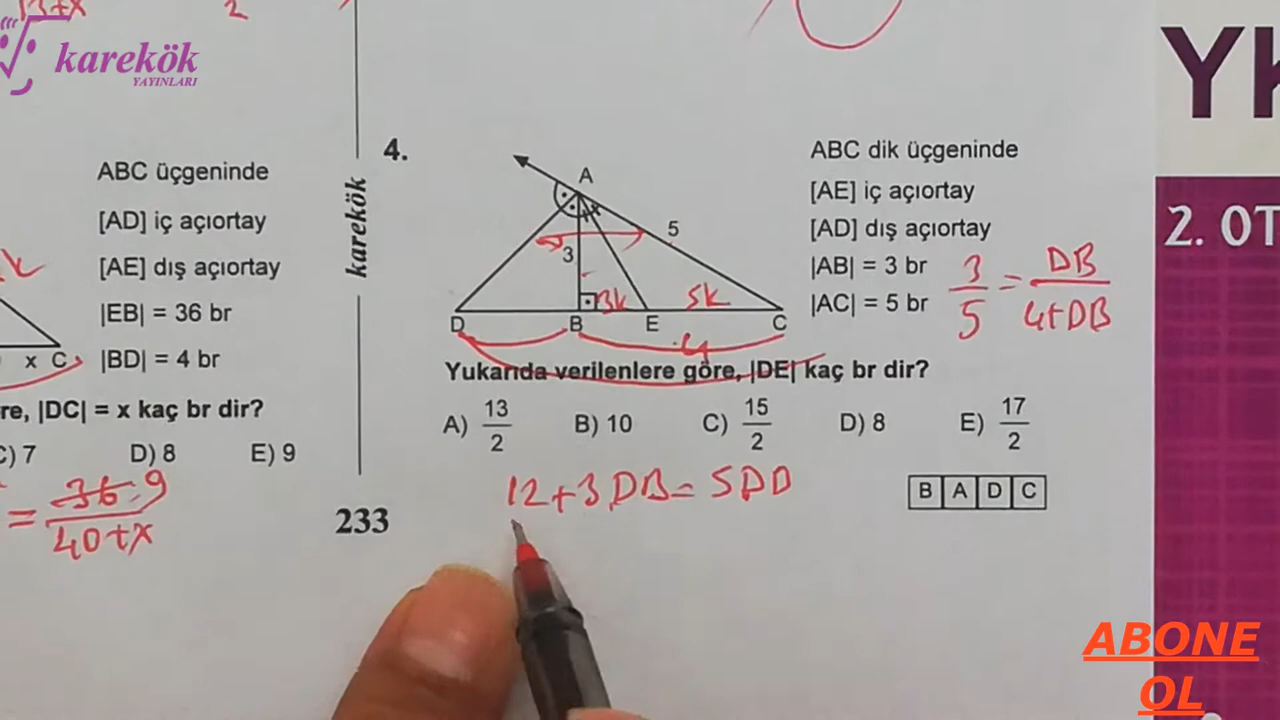 13+x 2
karekök
YAYINLARI
YK
2. OT
ABC üçgeninde
[AD] iç açıortay
[AE] dış açıortay
|EB| = 36 br
|BD| = 4 br
k
x C
re, |DC| = x kaç br dir?
C) 7 D) 8 E) 9
= 36.9
40+x
karekök
233
4.
A
5
3
3k 5k
D B E C
4
ABC dik üçgeninde
[AE] iç açıortay
[AD] dış açıortay
|AB| = 3 br
|AC| = 5 br
3/5 = DB/4+DB
Yukarıda verilenlere göre, |DE| kaç br dir?
A) 13/2 B) 10 C) 15/2 D) 8 E) 17/2
12+3DB=5DB
B A D C
ABONE
OL